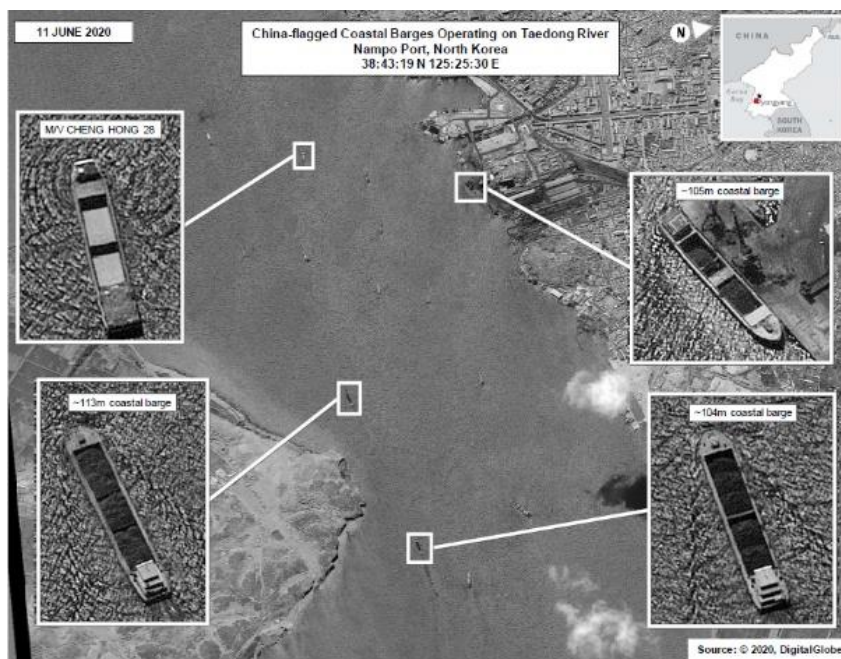 11 JUNE 2020
China-flagged Coastal Barges Operating on Taedong River
Nampo Port, North Korea
38:43:19 N 125:25:30 E
N
CHINA
Pyongyang
SOUTH
KOREA
M/V CHENG HONG 28
~105m coastal barge
~113m coastal barge
~104m coastal barge
Source: © 2020, DigitalGlobe